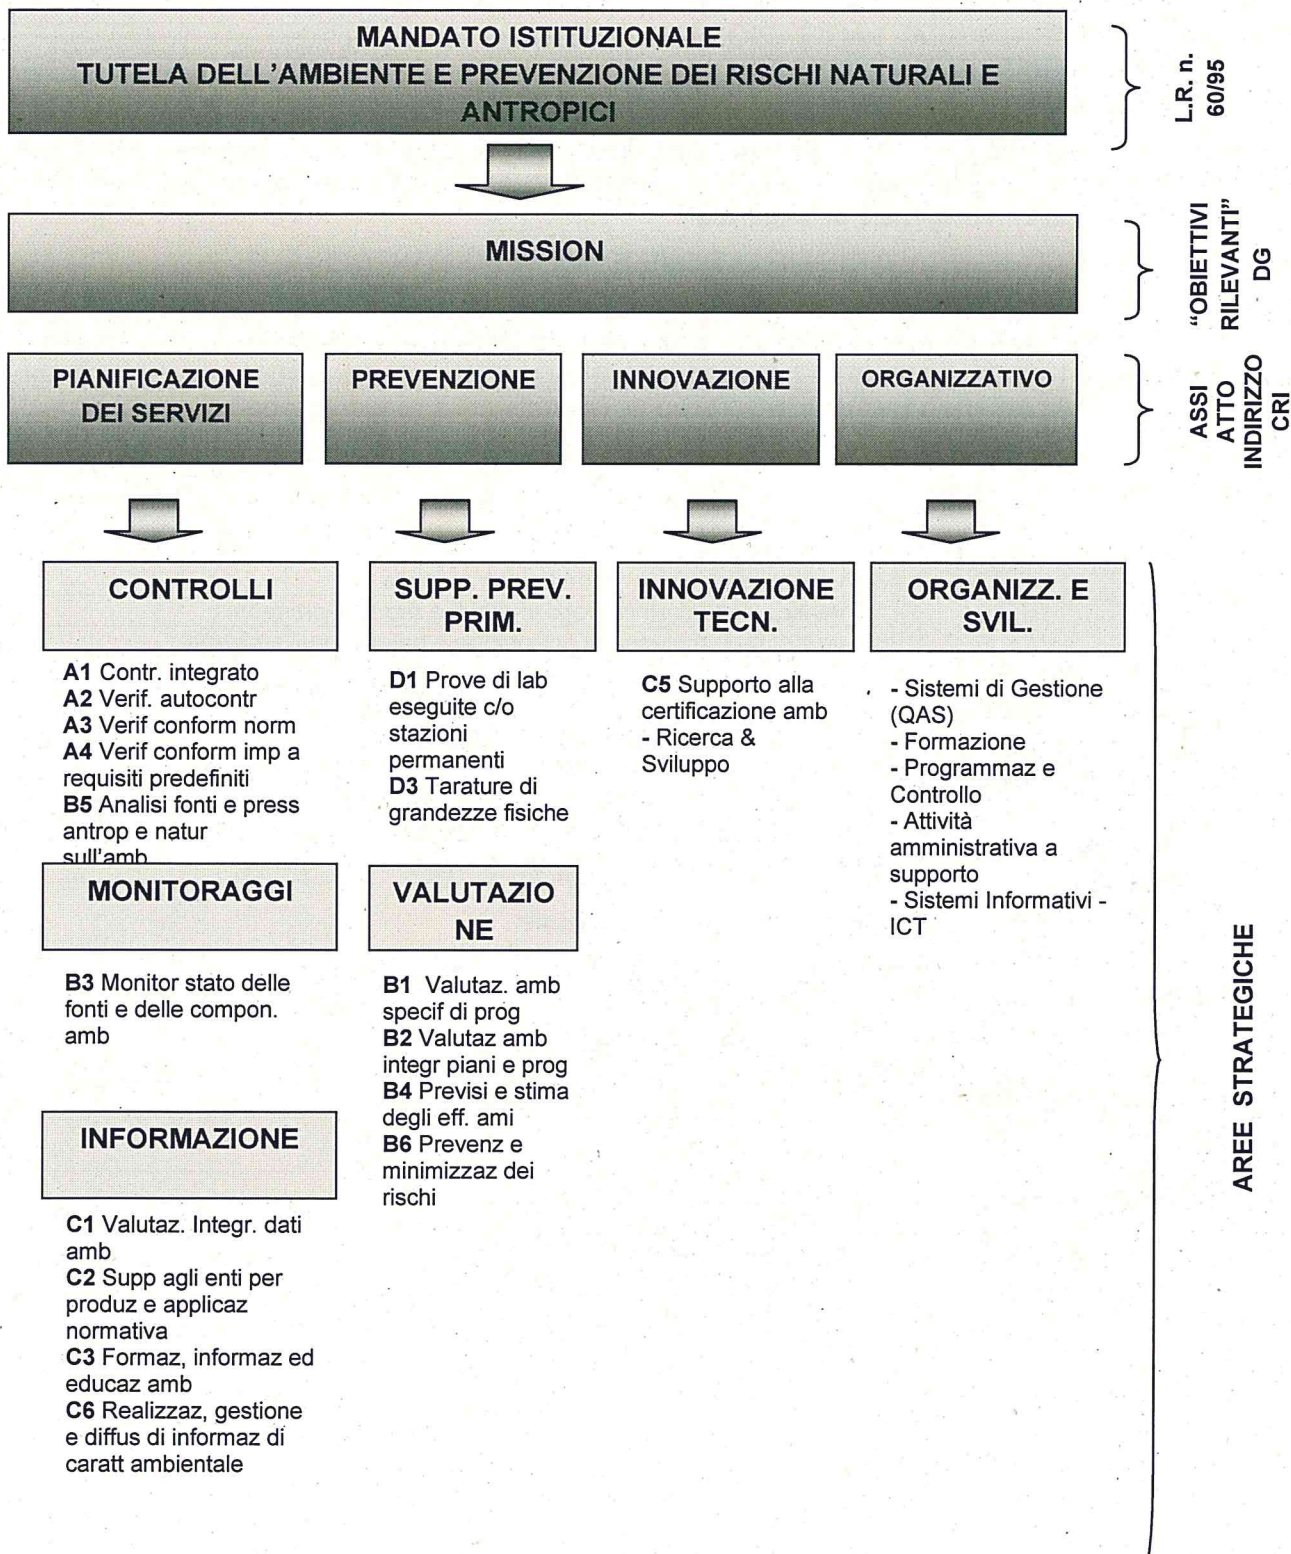 MANDATO ISTITUZIONALE
TUTELA DELL'AMBIENTE E PREVENZIONE DEI RISCHI NATURALI E
ANTROPICI
L.R. n.
60/95
MISSION
“OBIETTIVI
RILEVANTI”
DG
PIANIFICAZIONE
DEI SERVIZI
PREVENZIONE
INNOVAZIONE
ORGANIZZATIVO
ASSI
ATTO
INDIRIZZO
CRI
CONTROLLI
A1 Contr. integrato
A2 Verif. autocontr
A3 Verif conform norm
A4 Verif conform imp a
requisiti predefiniti
B5 Analisi fonti e press
antrop e natur
sull'amb
MONITORAGGI
B3 Monitor stato delle
fonti e delle compon.
amb
INFORMAZIONE
C1 Valutaz. Integr. dati
amb
C2 Supp agli enti per
produz e applicaz
normativa
C3 Formaz, informaz ed
educaz amb
C6 Realizzaz, gestione
e diffus di informaz di
caratt ambientale
SUPP. PREV.
PRIM.
D1 Prove di lab
eseguite c/o
stazioni
permanenti
D3 Tarature di
grandezze fisiche
VALUTAZIO
NE
B1 Valutaz. amb
specif di prog
B2 Valutaz amb
integr piani e prog
B4 Previsi e stima
degli eff. ami
B6 Prevenz e
minimizzaz dei
rischi
INNOVAZIONE
TECN.
C5 Supporto alla
certificazione amb
- Ricerca &
Sviluppo
ORGANIZZ. E
SVIL.
- Sistemi di Gestione
(QAS)
- Formazione
- Programmaz e
Controllo
- Attività
amministrativa a
supporto
- Sistemi Informativi -
ICT
AREE STRATEGICHE